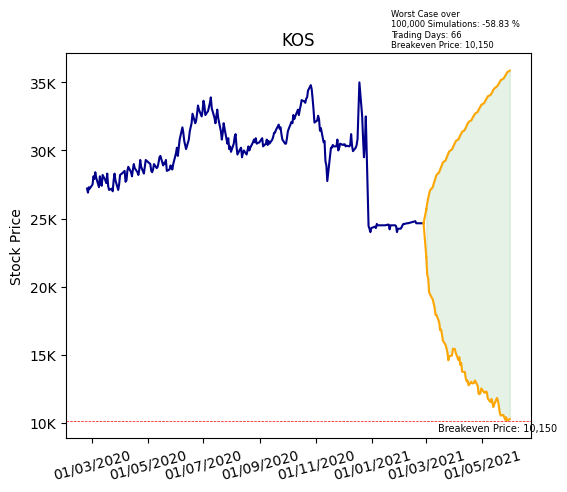 Worst Case over
100,000 Simulations: -58.83 %
Trading Days: 66
Breakeven Price: 10,150
KOS
Stock Price
35K
30K
25K
20K
15K
10K
Breakeven Price: 10,150
01/03/2020
01/05/2020
01/07/2020
01/09/2020
01/11/2020
01/01/2021
01/03/2021
01/05/2021